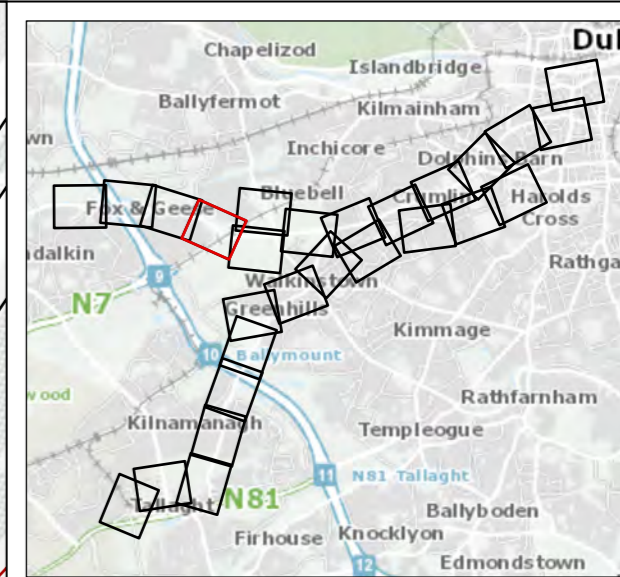 Dul
Chapelizod
Islandbridge
Ballyfermot
Kilmainham
wn
Inchicore
Dolphins Barn
Bluebell
Crumlin
Harolds
Cross
Fox & Geese
ndalkin
Rathga
Walkinstown
9
N7
Greenhills
Kimmage
10
Ballymount
wood
Rathfarnham
Kilnamanagh
Templeogue
11
N81 Tallaght
Tallaght
N81
Ballyboden
Firhouse
Knocklyon
12
Edmondstown